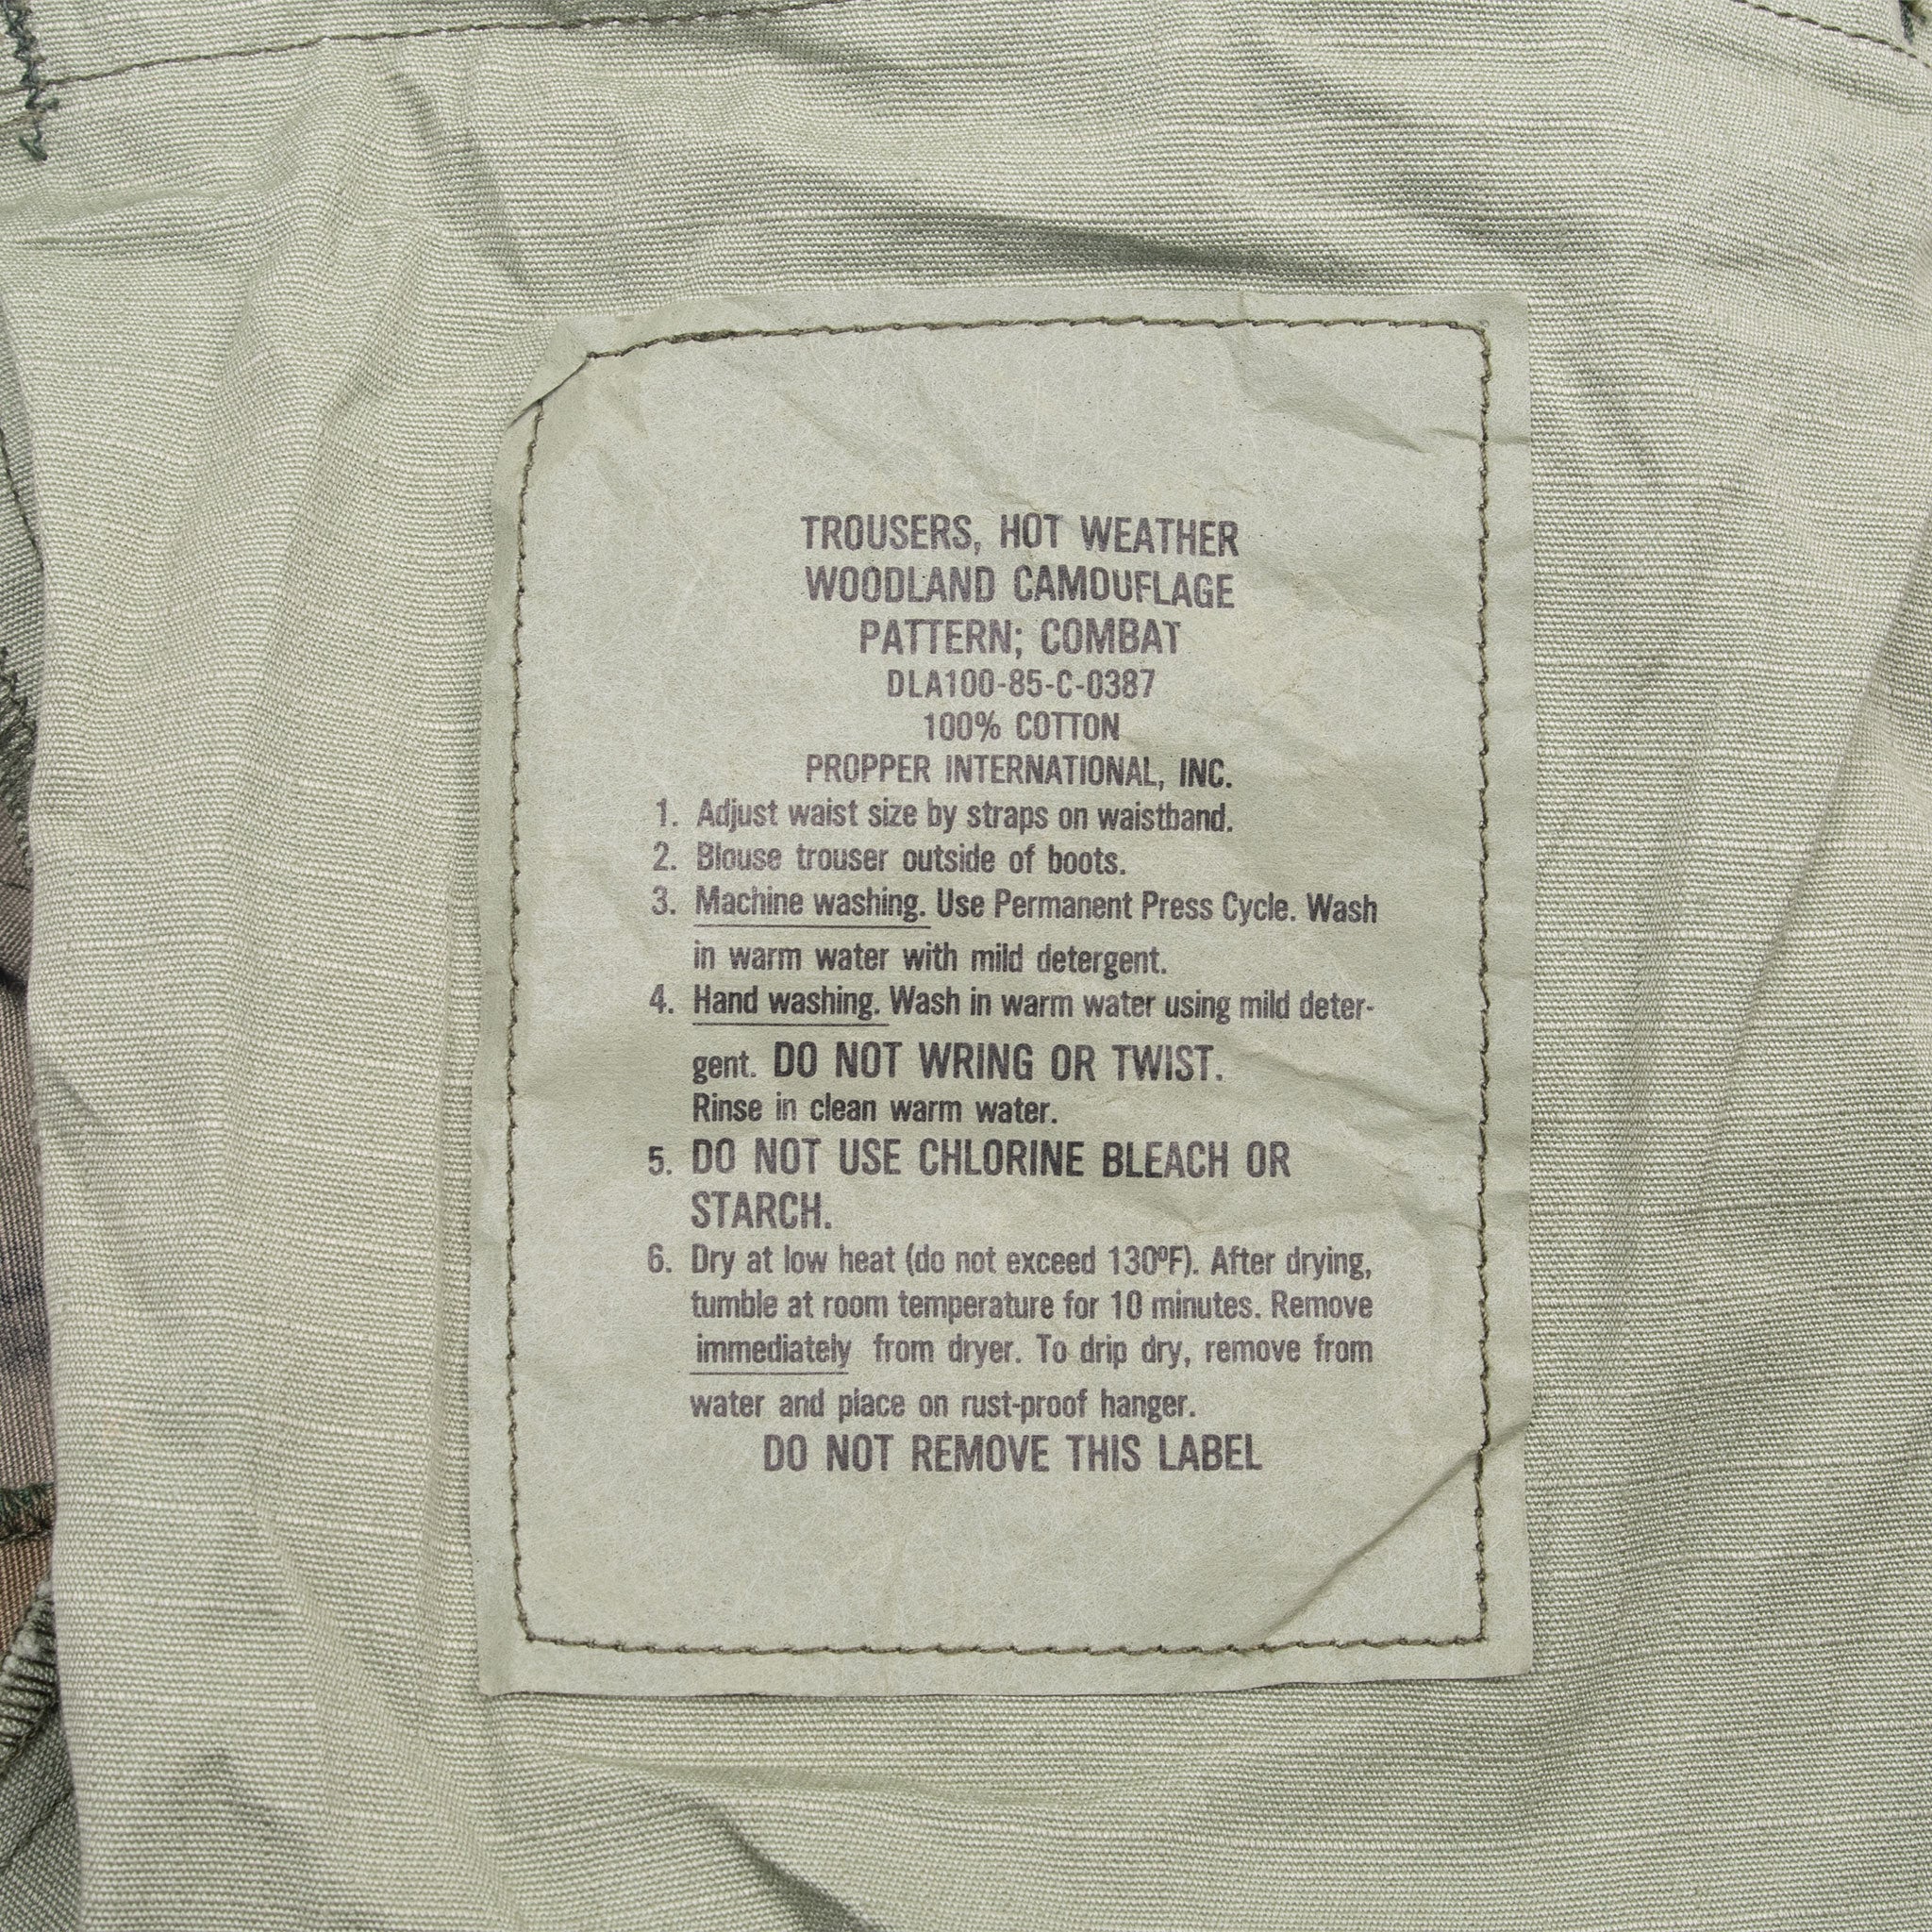 TROUSERS, HOT WEATHER
WOODLAND CAMOUFLAGE
PATTERN; COMBAT
DLA100-85-C-0387
100% COTTON
PROPPER INTERNATIONAL, INC.
1. Adjust waist size by straps on waistband.
2. Blouse trouser outside of boots.
3. Machine washing. Use Permanent Press Cycle. Wash
in warm water with mild detergent.
4. Hand washing. Wash in warm water using mild deter-
gent. DO NOT WRING OR TWIST.
Rinse in clean warm water.
5. DO NOT USE CHLORINE BLEACH OR
STARCH.
6. Dry at low heat (do not exceed 130ºF). After drying,
tumble at room temperature for 10 minutes. Remove
immediately from dryer. To drip dry, remove from
water and place on rust-proof hanger.
DO NOT REMOVE THIS LABEL